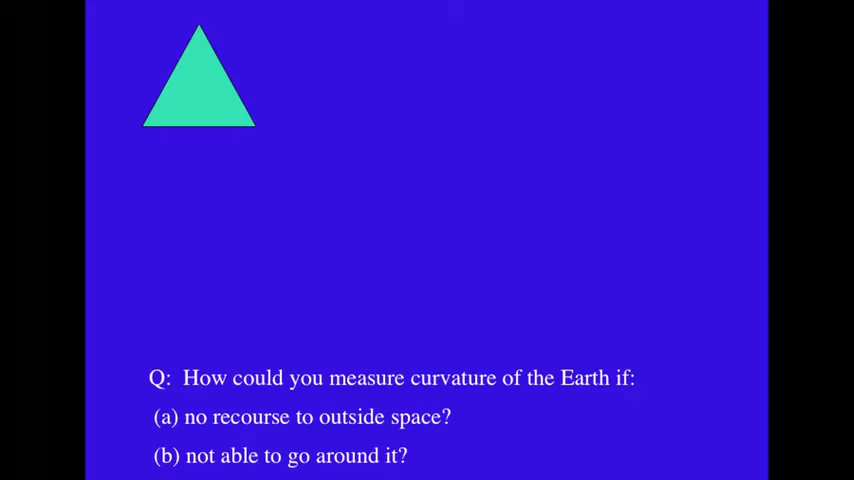 Q: How could you measure curvature of the Earth if:
(a) no recourse to outside space?
(b) not able to go around it?